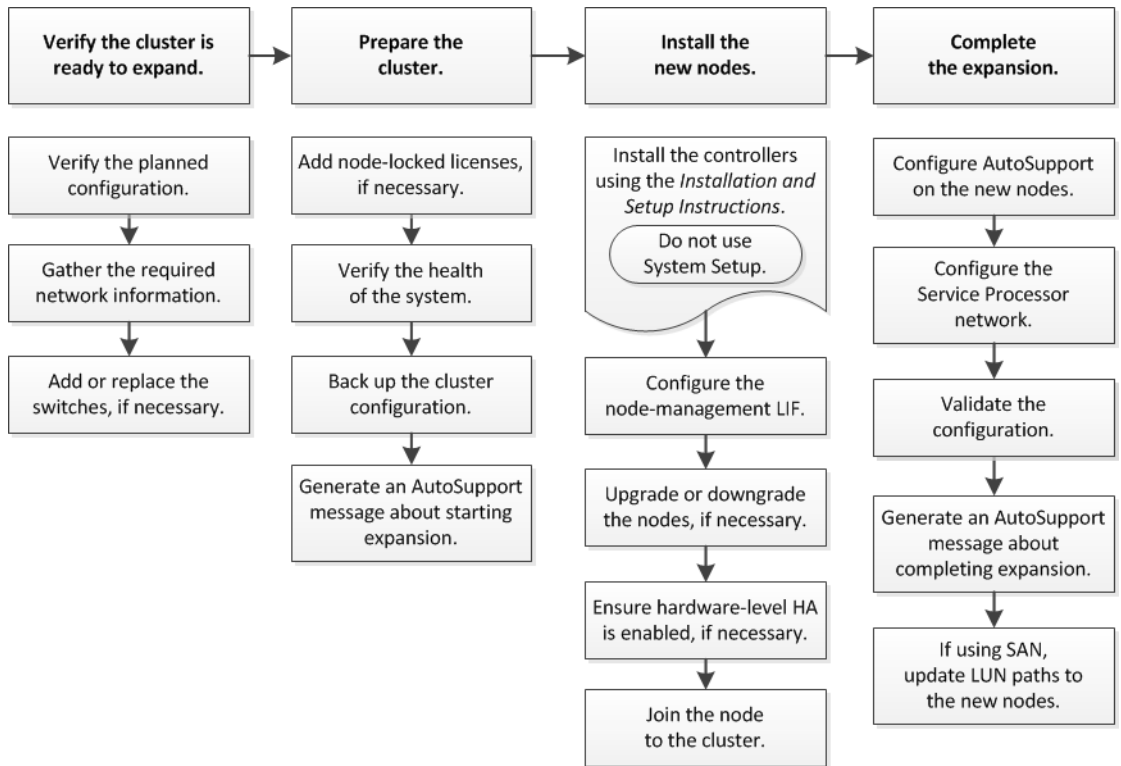 Verify the cluster is
ready to expand.
Prepare the
cluster.
Install the
new nodes.
Complete
the expansion.
Verify the planned
configuration.
Gather the required
network information.
Add or replace the
switches, if necessary.
Add node-locked licenses,
if necessary.
Verify the health
of the system.
Back up the cluster
configuration.
Generate an AutoSupport
message about starting
expansion.
Install the controllers
using the Installation and
Setup Instructions.
Do not use
System Setup.
Configure the
node-management LIF.
Upgrade or downgrade
the nodes, if necessary.
Ensure hardware-level HA
is enabled, if necessary.
Join the node
to the cluster.
Configure AutoSupport
on the new nodes.
Configure the
Service Processor
network.
Validate the
configuration.
Generate an AutoSupport
message about
completing expansion.
If using SAN,
update LUN paths to
the new nodes.